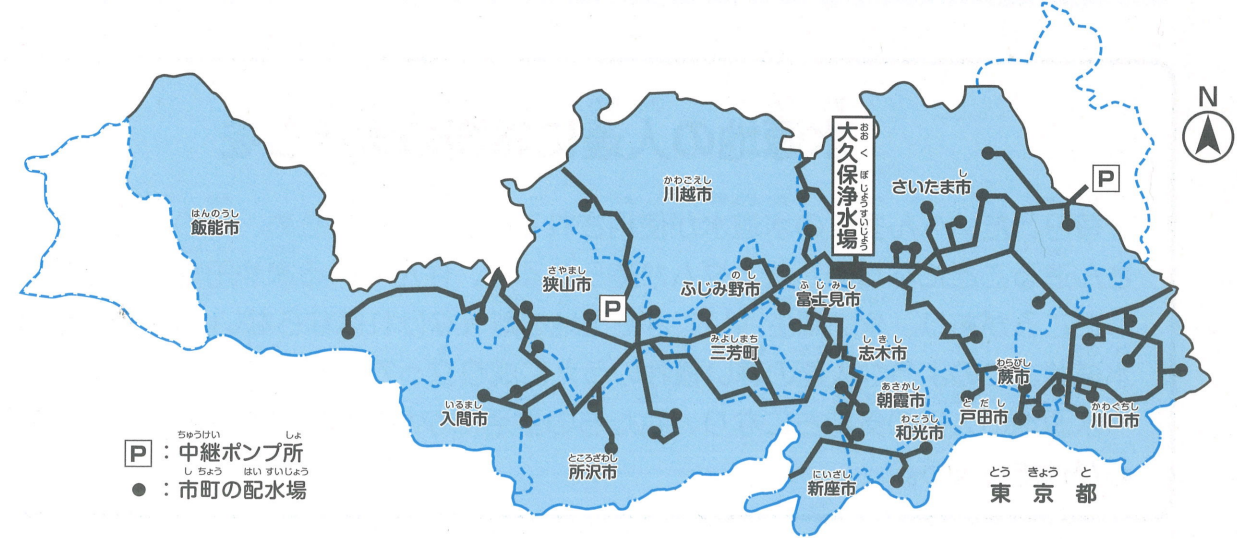 N
おおくぼじょうすいじょう
大久保浄水場
さいたま市
し
P
かわごえし
川越市
はんのうし
飯能市
さやまし
狭山市
P
ふじみ野市
のし
ふじみし
富士見市
みよしまち
三芳町
しきし
志木市
わらびし
蕨市
あさかし
朝霞市
わこうし
和光市
とだし
戸田市
かわぐちし
川口市
いるまし
入間市
ところざわし
所沢市
にいざし
新座市
とうきょうと
東京都
ちゅうけい しょ
P：中継ポンプ所
しちょう はいすいじょう
●：市町の配水場